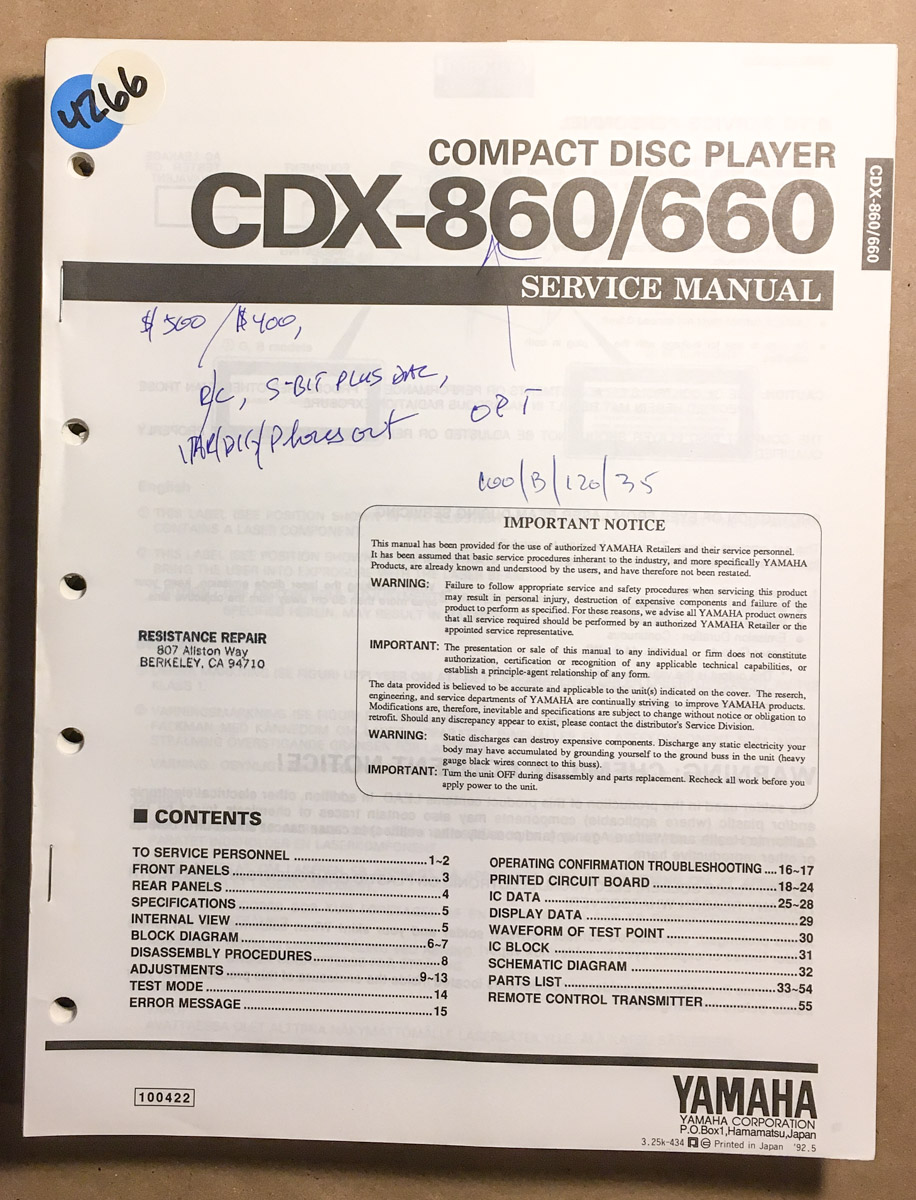 4266
COMPACT DISC PLAYER
CDX-860/660
CDX-860/660
SERVICE MANUAL
$500/$400,
R/C, S-BIT PLUS DAC,
OPT
VAR/DIG/Phones out
100/B/120/35
IMPORTANT NOTICE
This manual has been provided for the use of authorized YAMAHA Retailers and their service personnel.
It has been assumed that basic service procedures inherant to the industry, and more specifically YAMAHA
Products, are already known and understood by the users, and have therefore not been restated.
WARNING: Failure to follow appropriate service and safety procedures when servicing this product
may result in personal injury, destruction of expensive components and failure of the
product to perform as specified. For these reasons, we advise all YAMAHA product owners
that all service required should be performed by an authorized YAMAHA Retailer or the
appointed service representative.
IMPORTANT: The presentation or sale of this manual to any individual or firm does not constitute
authorization, certification or recognition of any applicable technical capabilities, or
establish a principle-agent relationship of any form.
The data provided is believed to be accurate and applicable to the unit(s) indicated on the cover. The reserch,
engineering, and service departments of YAMAHA are continually striving to improve YAMAHA products.
Modifications are, therefore, inevitable and specifications are subject to change without notice or obligation to
retrofit. Should any discrepancy appear to exist, please contact the distributor's Service Division.
WARNING: Static discharges can destroy expensive components. Discharge any static electricity your
body may have accumulated by grounding yourself to the ground buss in the unit (heavy
gauge black wires connect to this buss).
IMPORTANT: Turn the unit OFF during disassembly and parts replacement. Recheck all work before you
apply power to the unit.
RESISTANCE REPAIR
807 Allston Way
BERKELEY, CA 94710
■ CONTENTS
TO SERVICE PERSONNEL ........ 1~2
FRONT PANELS ........ 3
REAR PANELS ........ 4
SPECIFICATIONS ........ 5
INTERNAL VIEW ........ 5
BLOCK DIAGRAM ........ 6~7
DISASSEMBLY PROCEDURES ........ 8
ADJUSTMENTS ........ 9~13
TEST MODE ........ 14
ERROR MESSAGE ........ 15
OPERATING CONFIRMATION TROUBLESHOOTING .... 16~17
PRINTED CIRCUIT BOARD ........ 18~24
IC DATA ........ 25~28
DISPLAY DATA ........ 29
WAVEFORM OF TEST POINT ........ 30
IC BLOCK ........ 31
SCHEMATIC DIAGRAM ........ 32
PARTS LIST ........ 33~54
REMOTE CONTROL TRANSMITTER ........ 55
100422
YAMAHA
YAMAHA CORPORATION
P.O.Box1,Hamamatsu,Japan
3.25k-434 © Printed in Japan '92.5